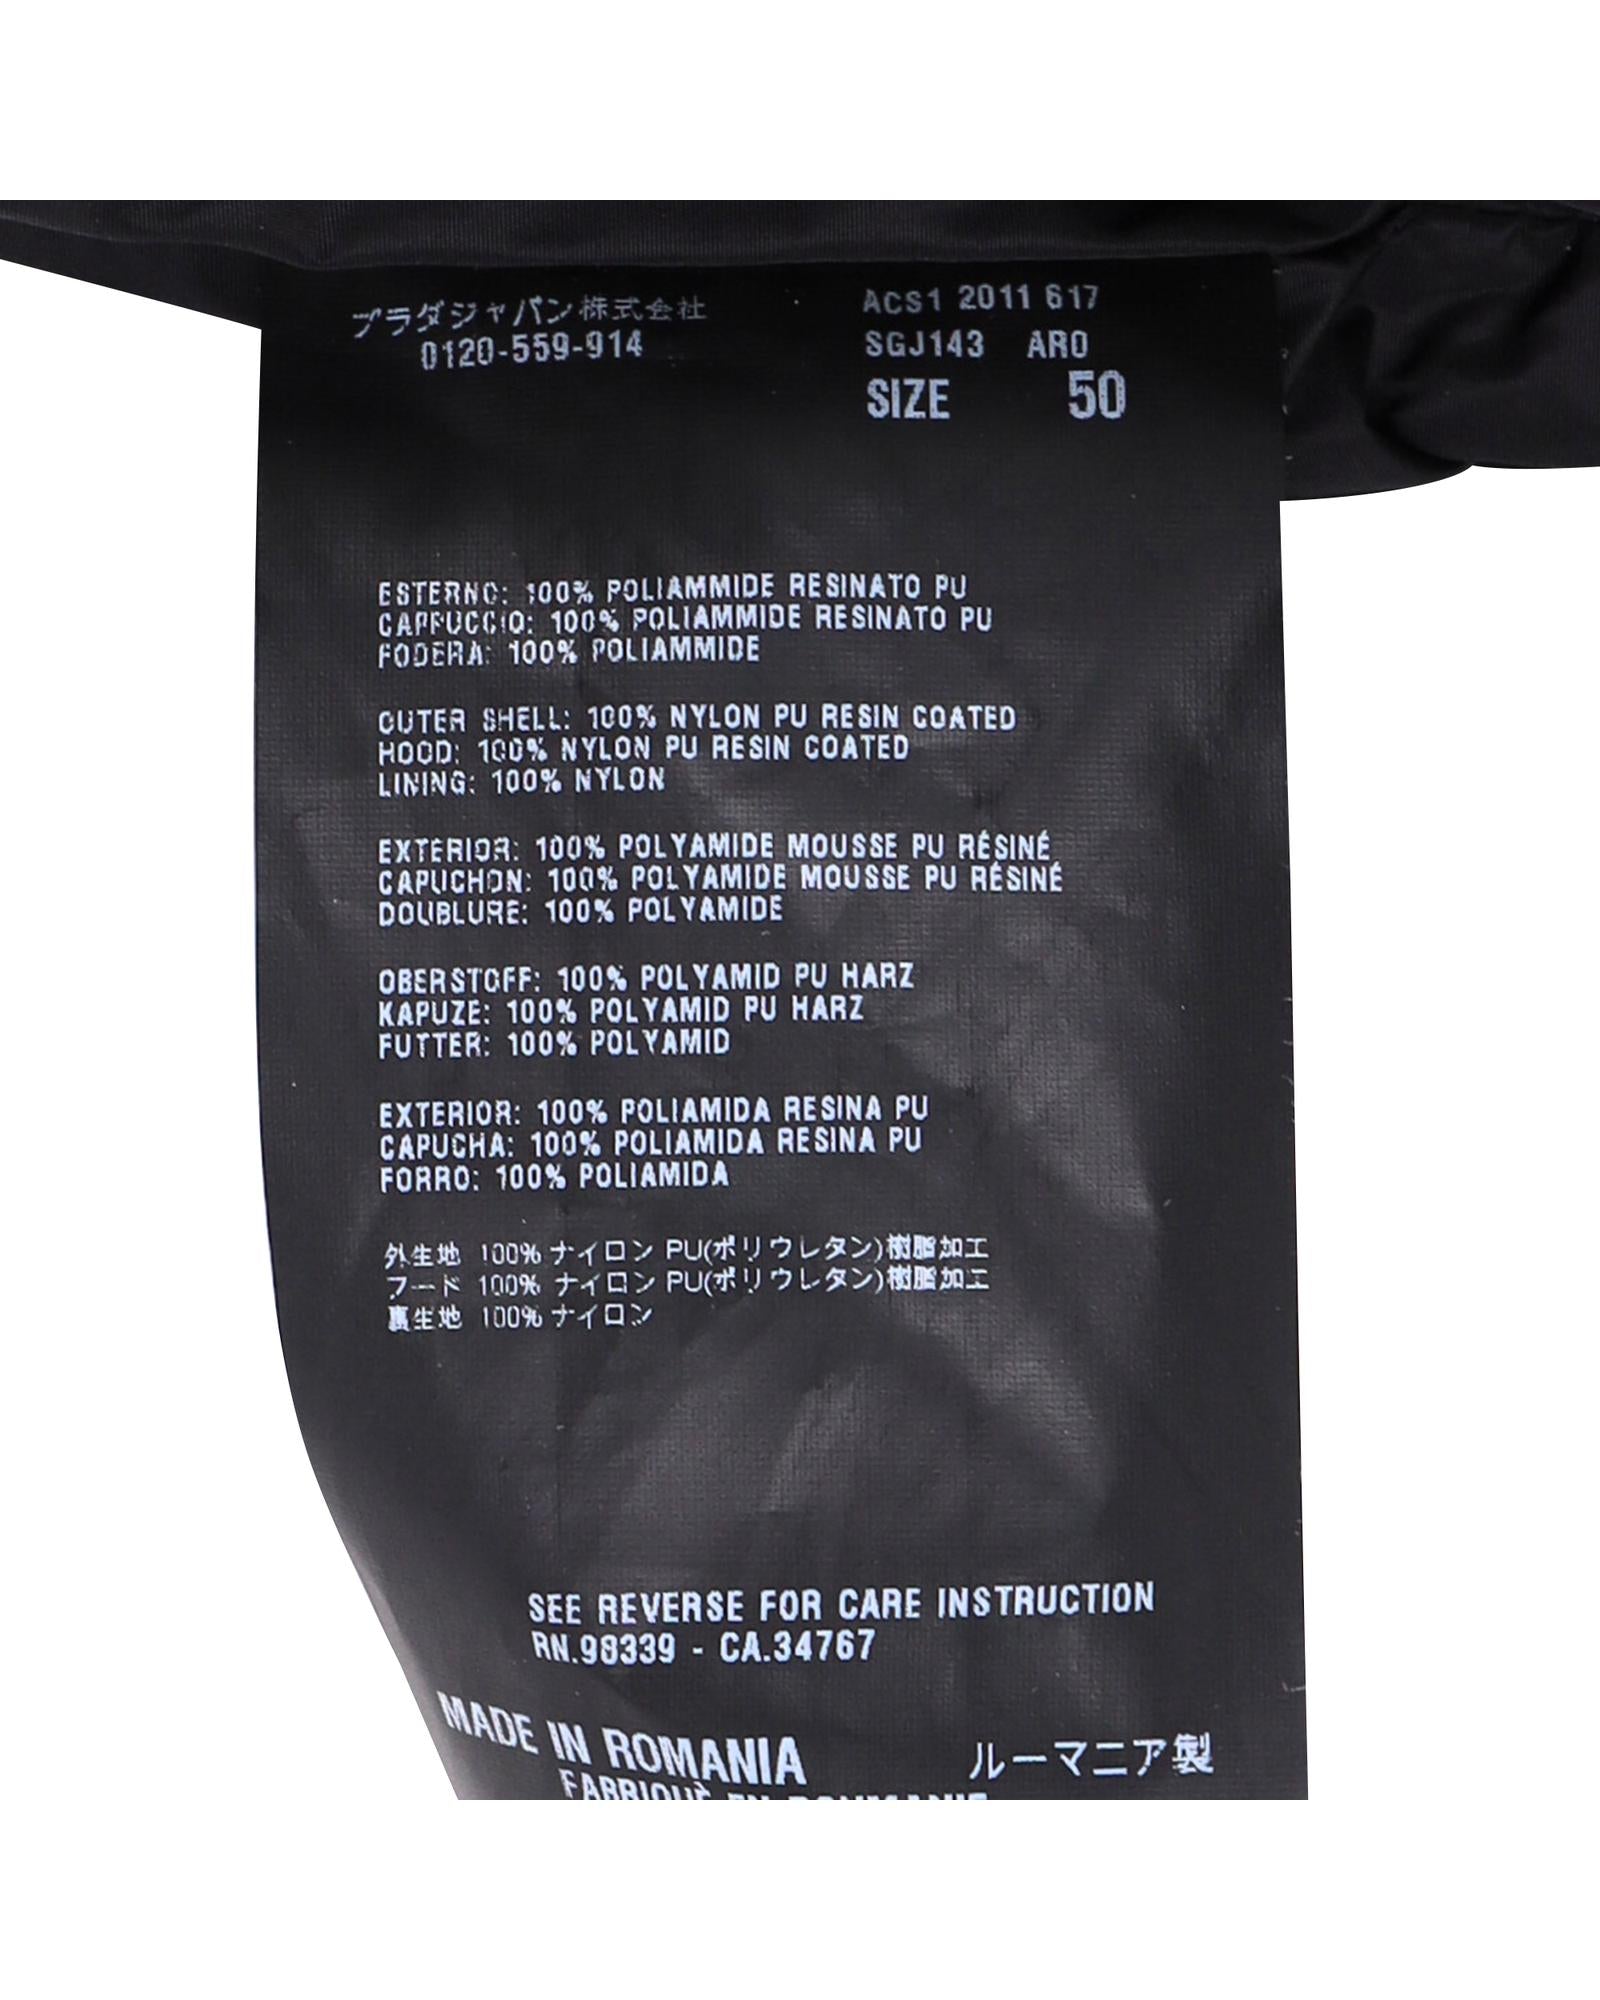 プラダジャパン株式会社
0120-559-914
ACS1 2011 617
SGJ143 ARO
SIZE 50
ESTERNO: 100% POLIAMMIDE RESINATO PU
CAPPUCCIO: 100% POLIAMMIDE RESINATO PU
FODERA: 100% POLIAMMIDE
OUTER SHELL: 100% NYLON PU RESIN COATED
HOOD: 100% NYLON PU RESIN COATED
LINING: 100% NYLON
EXTERIOR: 100% POLYAMIDE MOUSSE PU RÉSINÉ
CAPUCHON: 100% POLYAMIDE MOUSSE PU RÉSINÉ
DOUBLURE: 100% POLYAMIDE
OBERSTOFF: 100% POLYAMID PU HARZ
KAPUZE: 100% POLYAMID PU HARZ
FUTTER: 100% POLYAMID
EXTERIOR: 100% POLIAMIDA RESINA PU
CAPUCHA: 100% POLIAMIDA RESINA PU
FORRO: 100% POLIAMIDA
外生地 100% ナイロン PU(ポリウレタン)樹脂加工
フード 100% ナイロン PU(ポリウレタン)樹脂加工
裏生地 100% ナイロン
SEE REVERSE FOR CARE INSTRUCTION
RN.98339 - CA.34767
MADE IN ROMANIA
ルーマニア製
FABRIQUÈ EN ROUMANIE